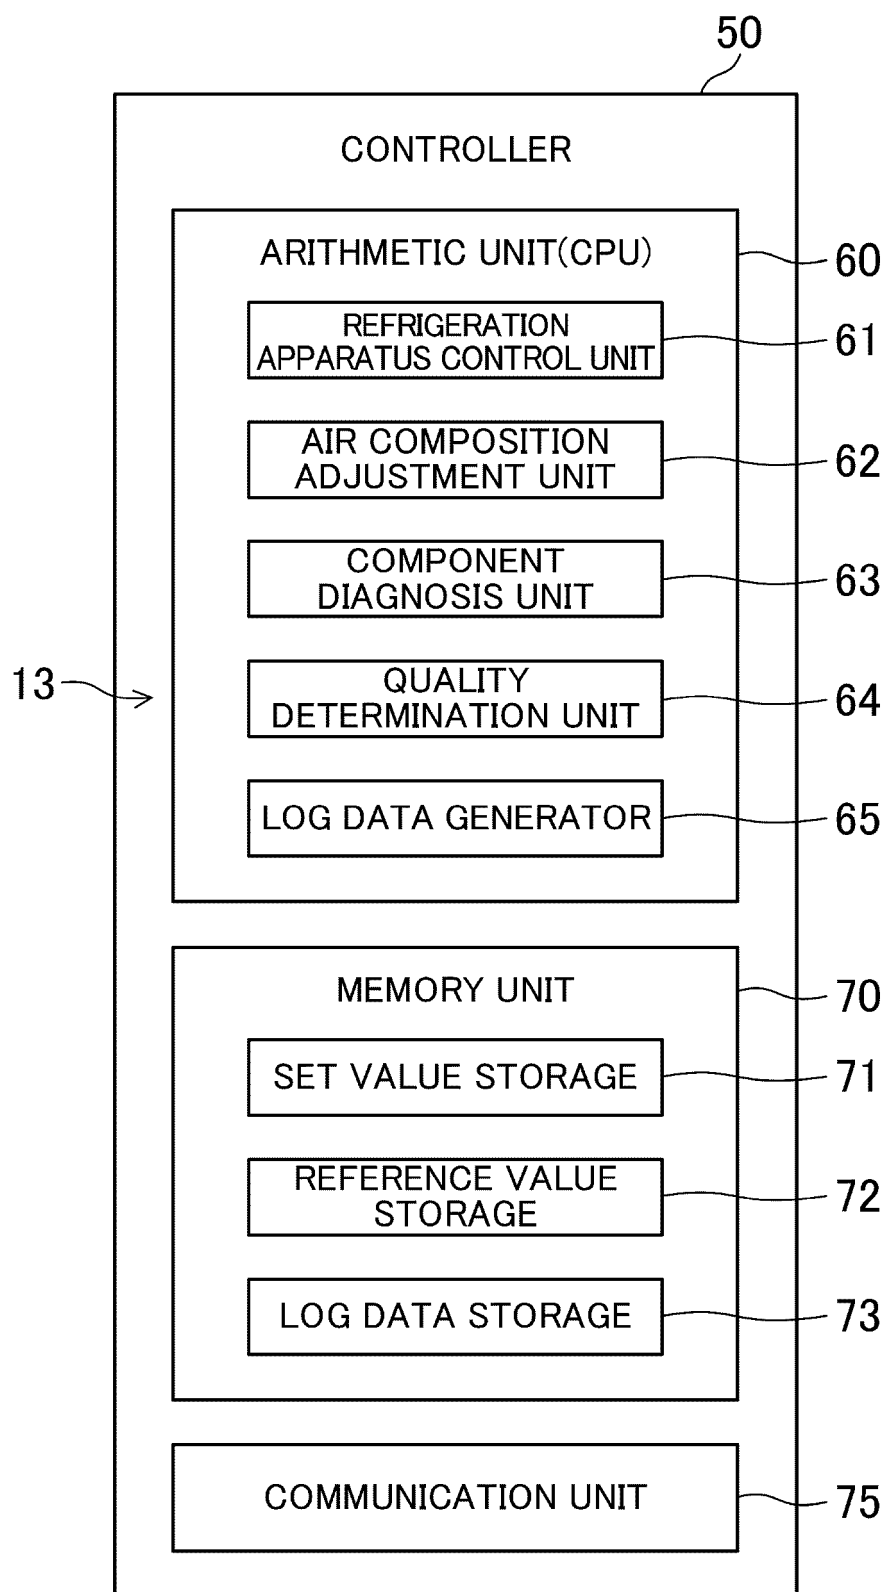 50
CONTROLLER
ARITHMETIC UNIT(CPU)
60
REFRIGERATION
APPARATUS CONTROL UNIT
61
AIR COMPOSITION
ADJUSTMENT UNIT
62
COMPONENT
DIAGNOSIS UNIT
63
13
QUALITY
DETERMINATION UNIT
64
LOG DATA GENERATOR
65
MEMORY UNIT
70
SET VALUE STORAGE
71
REFERENCE VALUE
STORAGE
72
LOG DATA STORAGE
73
COMMUNICATION UNIT
75